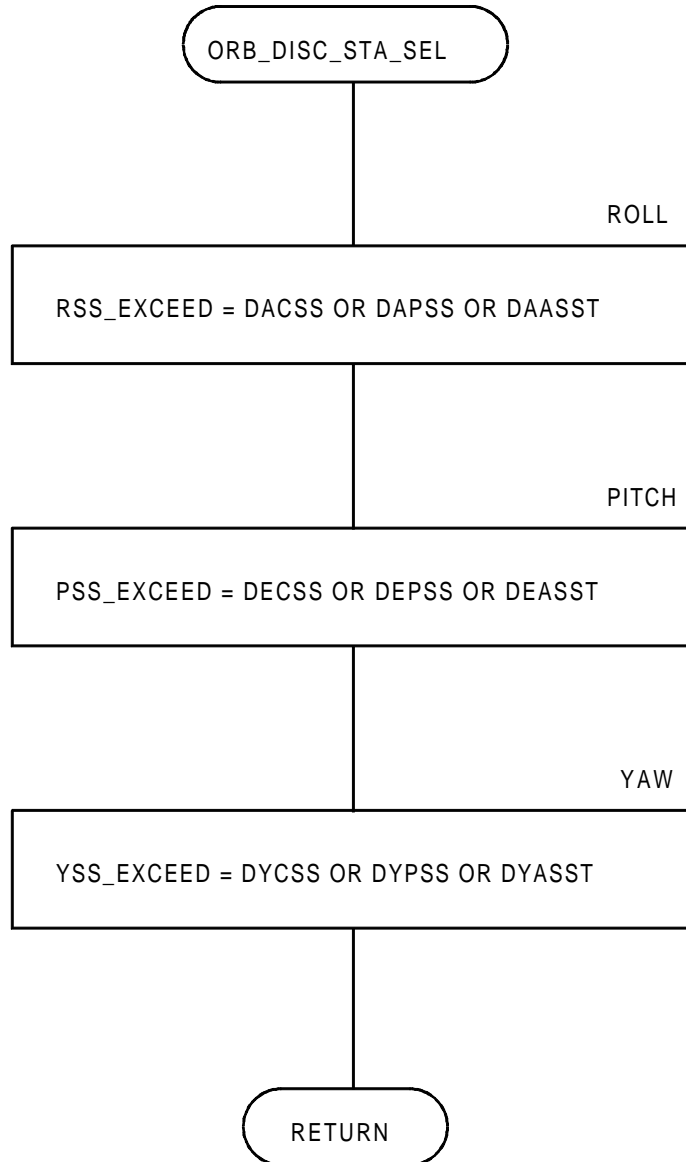 ORB_DISC_STA_SEL
ROLL
RSS_EXCEED = DACSS OR DAPSS OR DAASST
PITCH
PSS_EXCEED = DECSS OR DEPSS OR DEASST
YAW
YSS_EXCEED = DYCSS OR DYPSS OR DYASST
RETURN